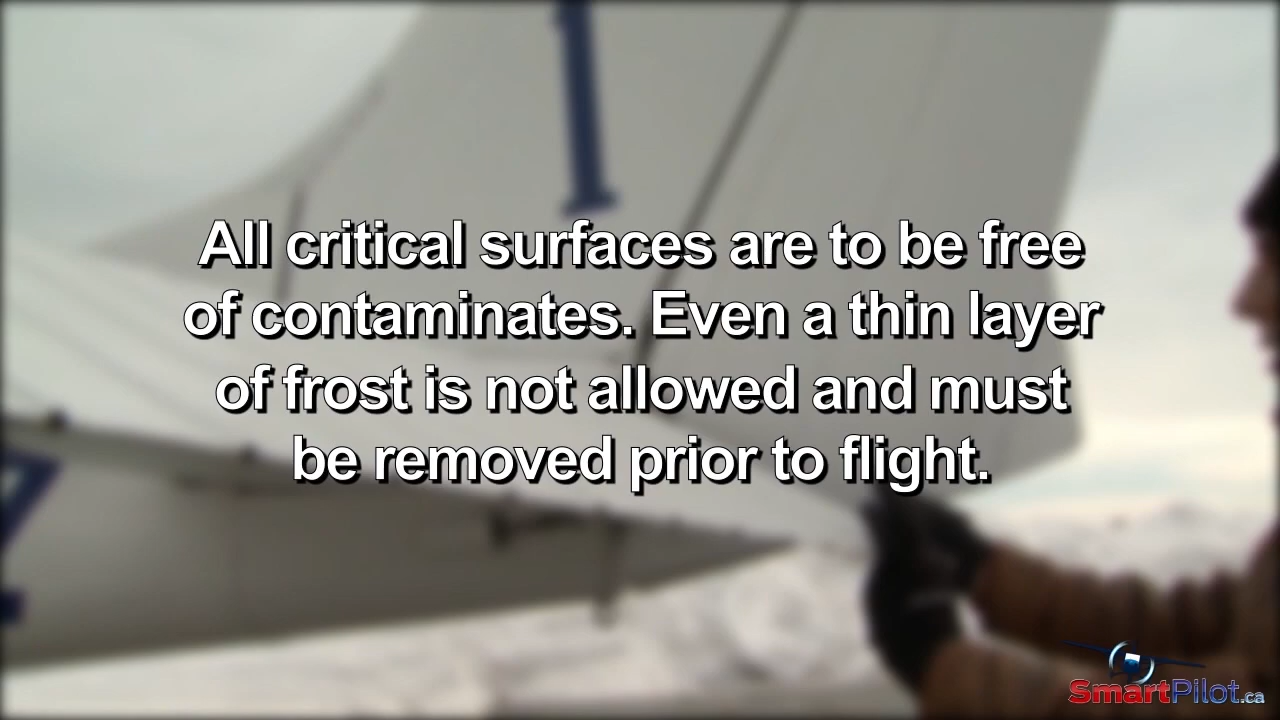 All critical surfaces are to be free
of contaminates. Even a thin layer
of frost is not allowed and must
be removed prior to flight.
SmartPilot.ca